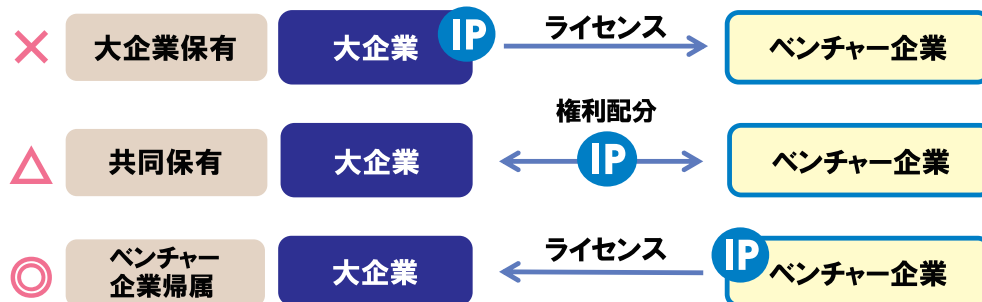 × 大企業保有 大企業 IP ライセンス ベンチャー企業
権利配分
△ 共同保有 大企業 IP ベンチャー企業
◎ ベンチャー
企業帰属 大企業 ライセンス IP ベンチャー企業